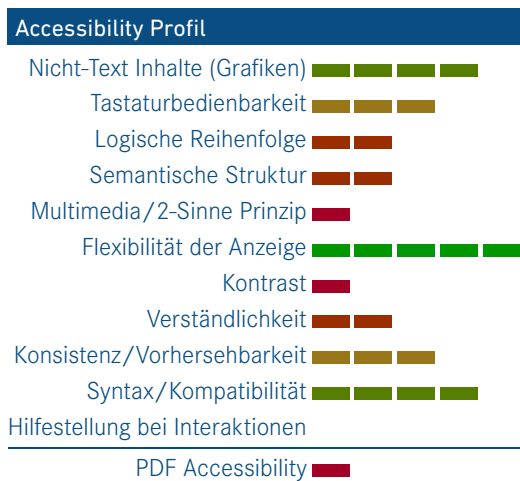 Accessibility Profil
Nicht-Text Inhalte (Grafiken)
Tastaturbedienbarkeit
Logische Reihenfolge
Semantische Struktur
Multimedia/2-Sinne Prinzip
Flexibilität der Anzeige
Kontrast
Verständlichkeit
Konsistenz/Vorhersehbarkeit
Syntax/Kompatibilität
Hilfestellung bei Interaktionen
PDF Accessibility